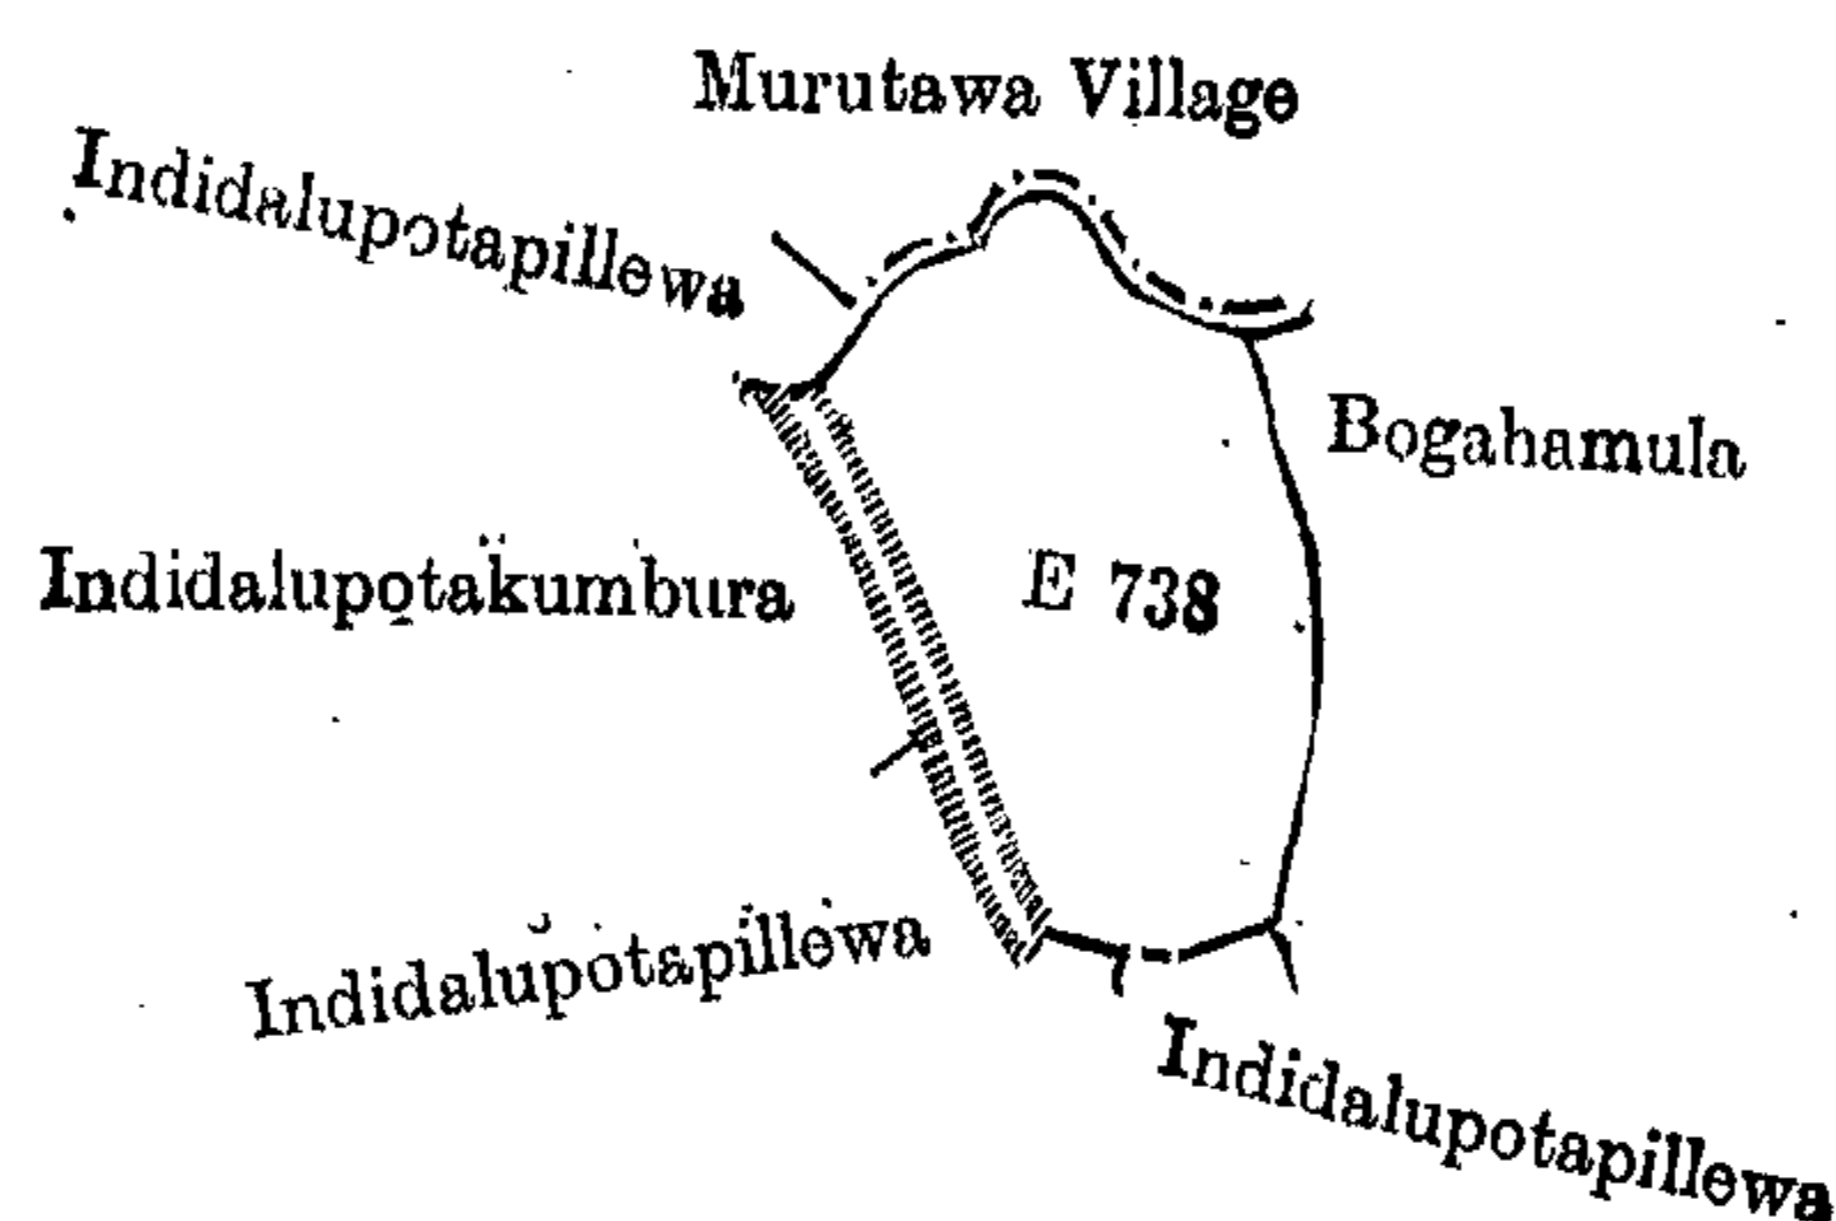 Murutawa Village
Indidalupotapillewa
Bogahamula
Indidalupotakumbura
E 738
Indidalupotapillewa
Indidalupotapillewa